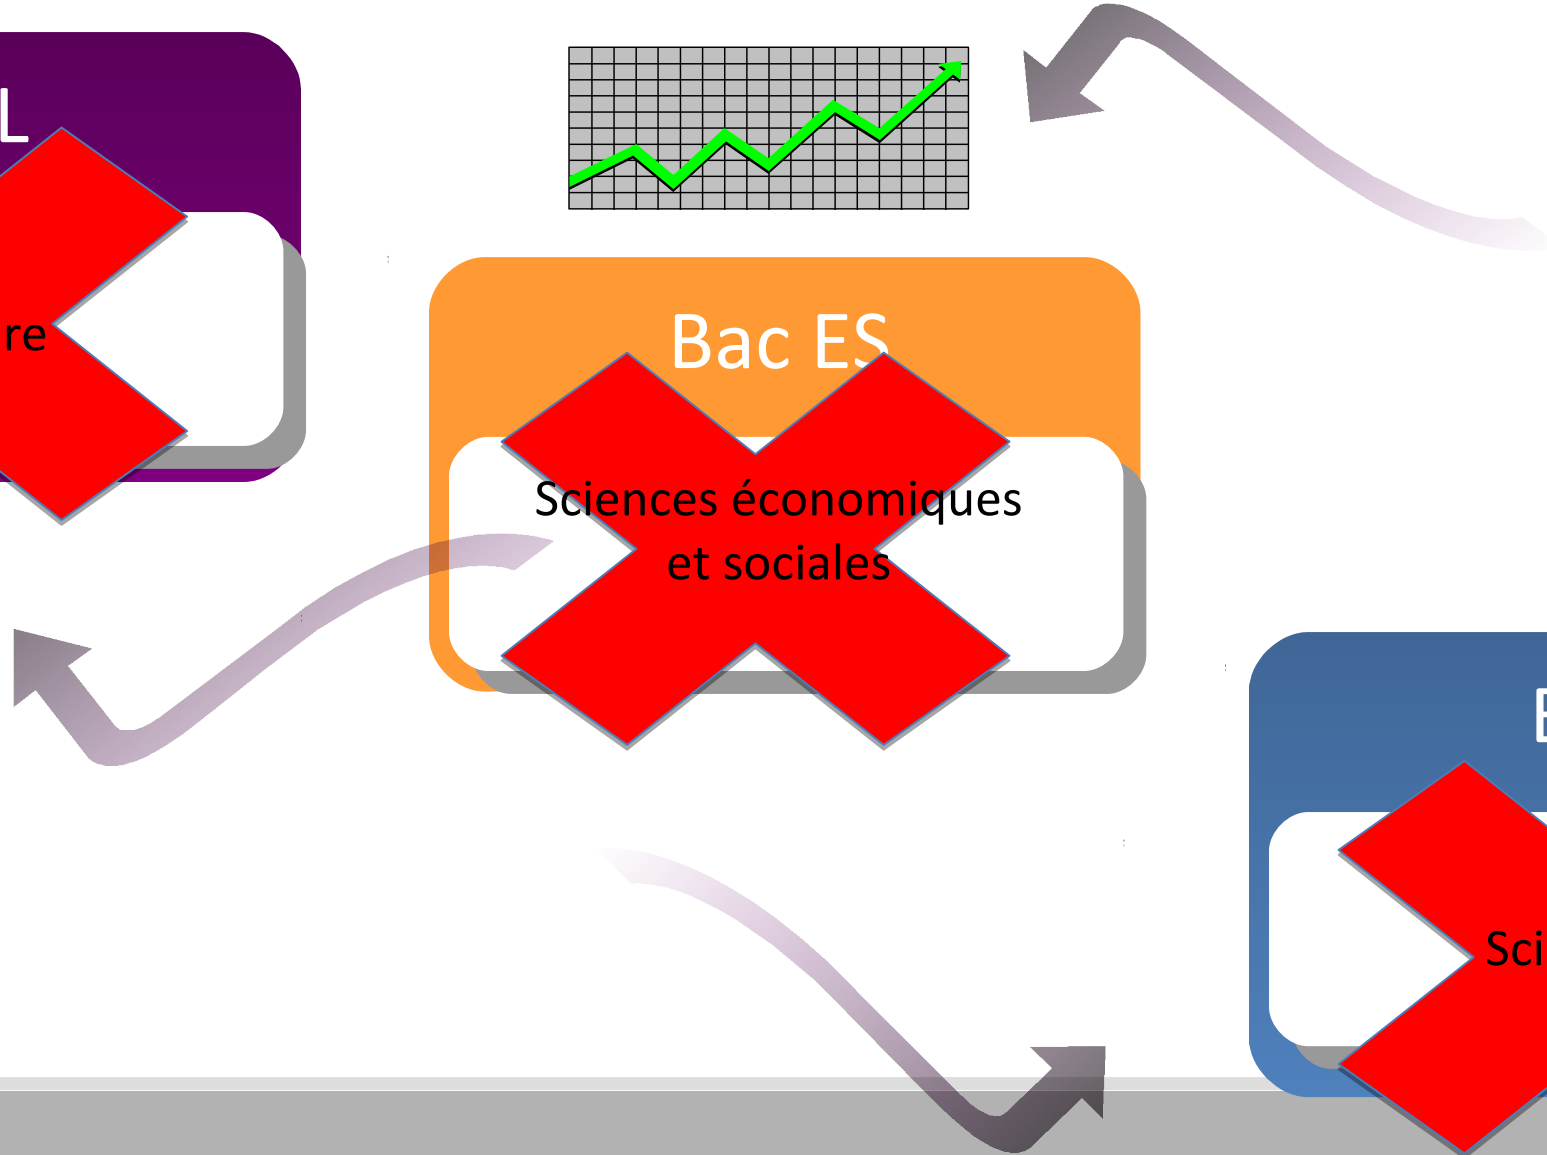 L
re
Bac ES
Sciences économiques
et sociales
Sci